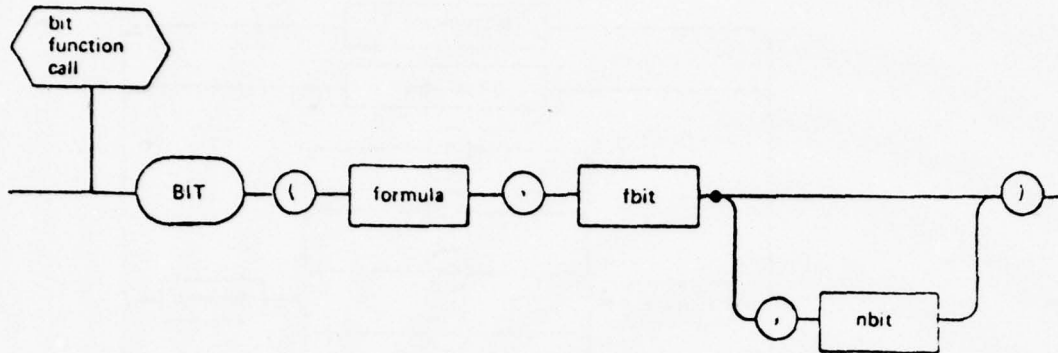 bit
function
call
BIT ( formula , fbit )
, nbit